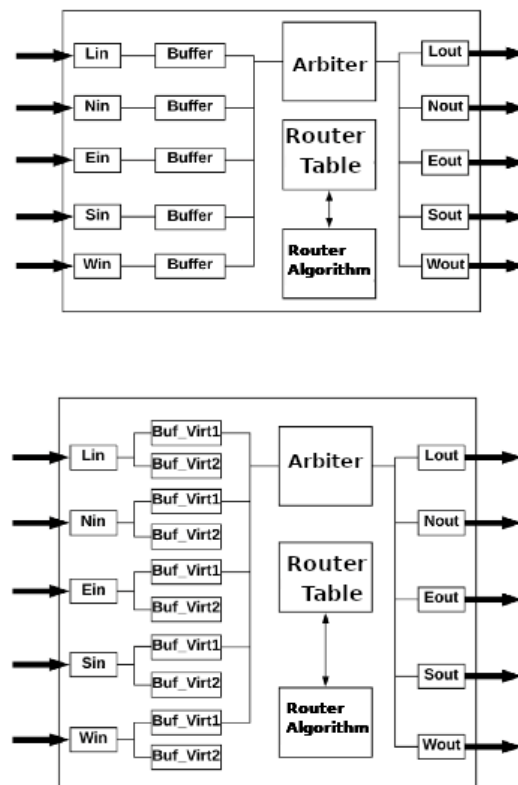 Lin
Buffer
Arbiter
Lout
Nin
Buffer
Nout
Ein
Buffer
Router
Table
Eout
Sin
Buffer
Sout
Win
Buffer
Router
Algorithm
Wout
Lin
Buf_Virt1
Buf_Virt2
Arbiter
Lout
Nin
Buf_Virt1
Buf_Virt2
Nout
Ein
Buf_Virt1
Buf_Virt2
Router
Table
Eout
Sin
Buf_Virt1
Buf_Virt2
Sout
Win
Buf_Virt1
Buf_Virt2
Router
Algorithm
Wout